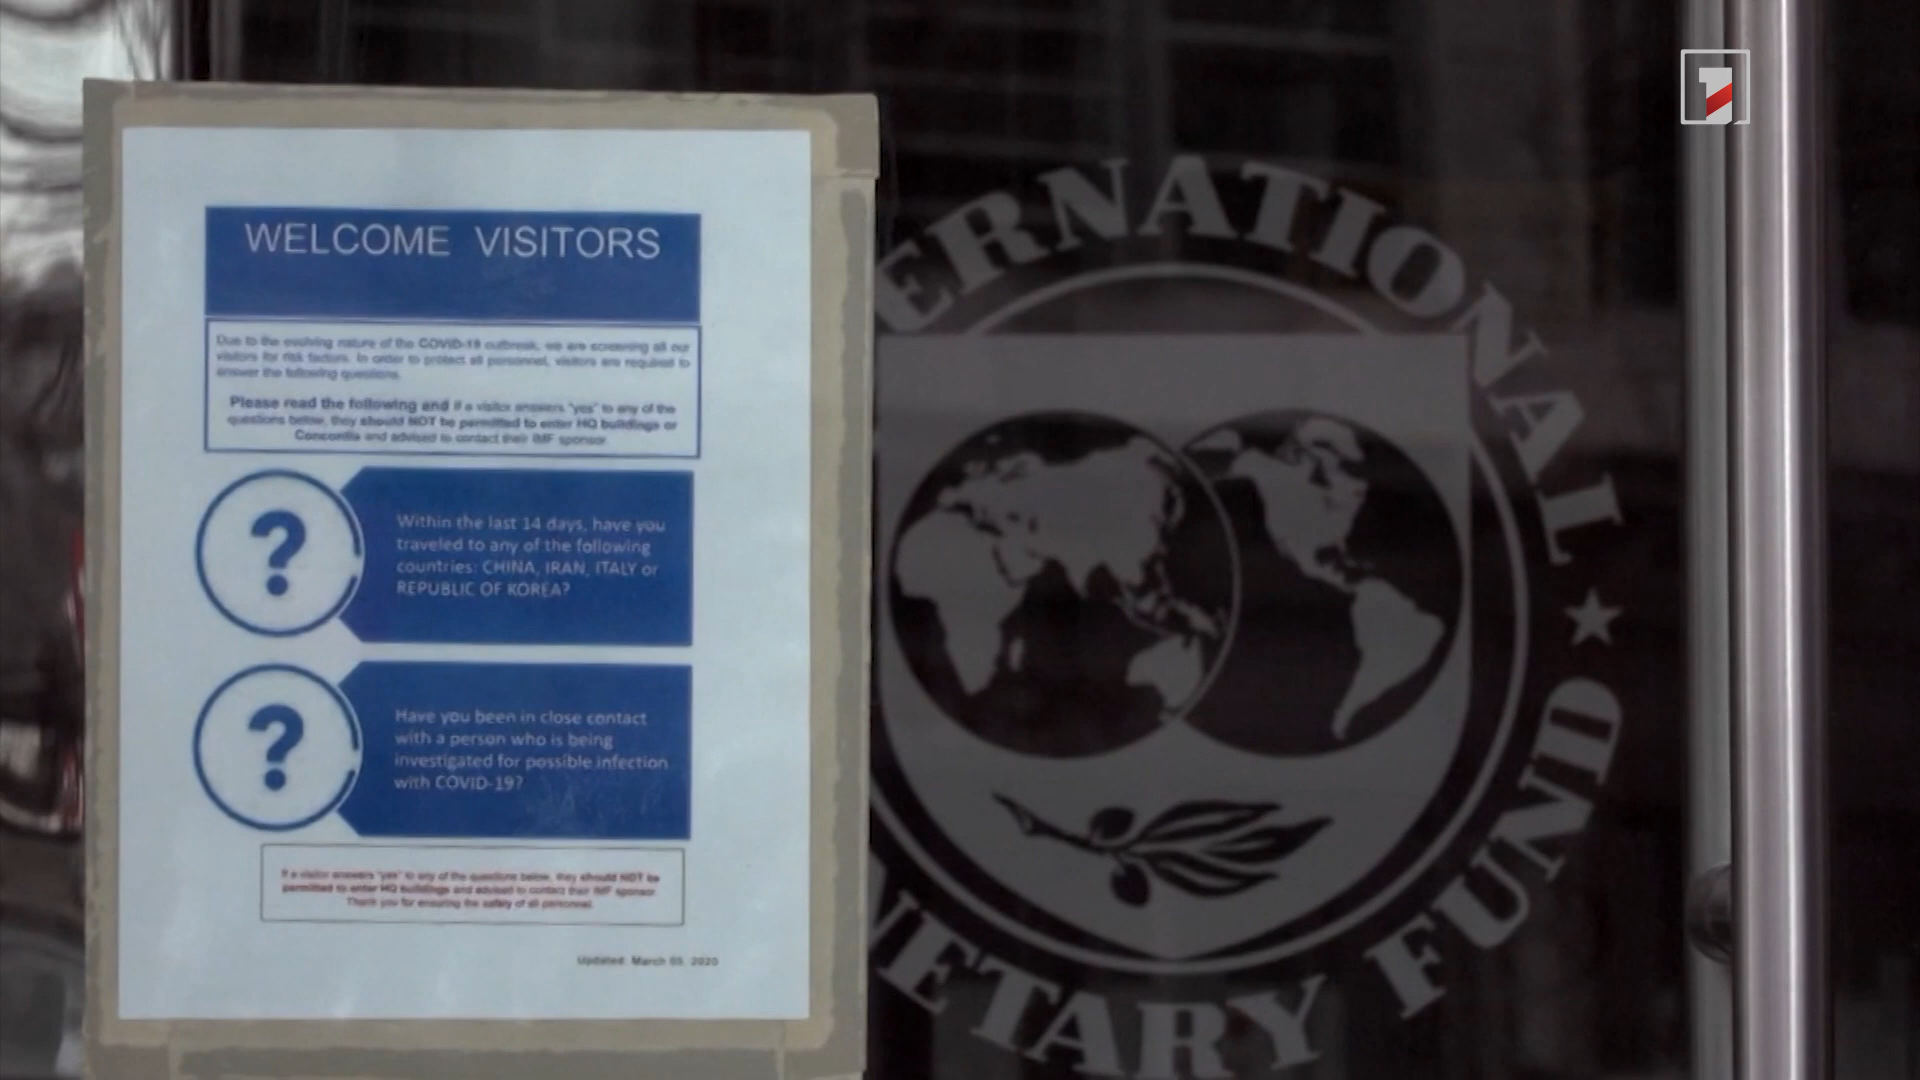 WELCOME VISITORS
Due to the evolving nature of the COVID-19 outbreak, we are screening all our
visitors for risk factors. In order to protect all personnel, visitors are required to
answer the following questions.
Please read the following and if a visitor answers "yes" to any of the
questions below, they should NOT be permitted to enter HQ buildings or
Concordia and advised to contact their IMF sponsor.
Within the last 14 days, have you
traveled to any of the following
countries: CHINA, IRAN, ITALY or
REPUBLIC OF KOREA?
Have you been in close contact
with a person who is being
investigated for possible infection
with COVID-19?
If a visitor answers "yes" to any of the questions below, they should NOT be
permitted to enter HQ buildings and advised to contact their IMF sponsor
Thank you for ensuring the safety of all personnel.
Updated: March 2020
ERNATIONAL
NETARY FUND
1